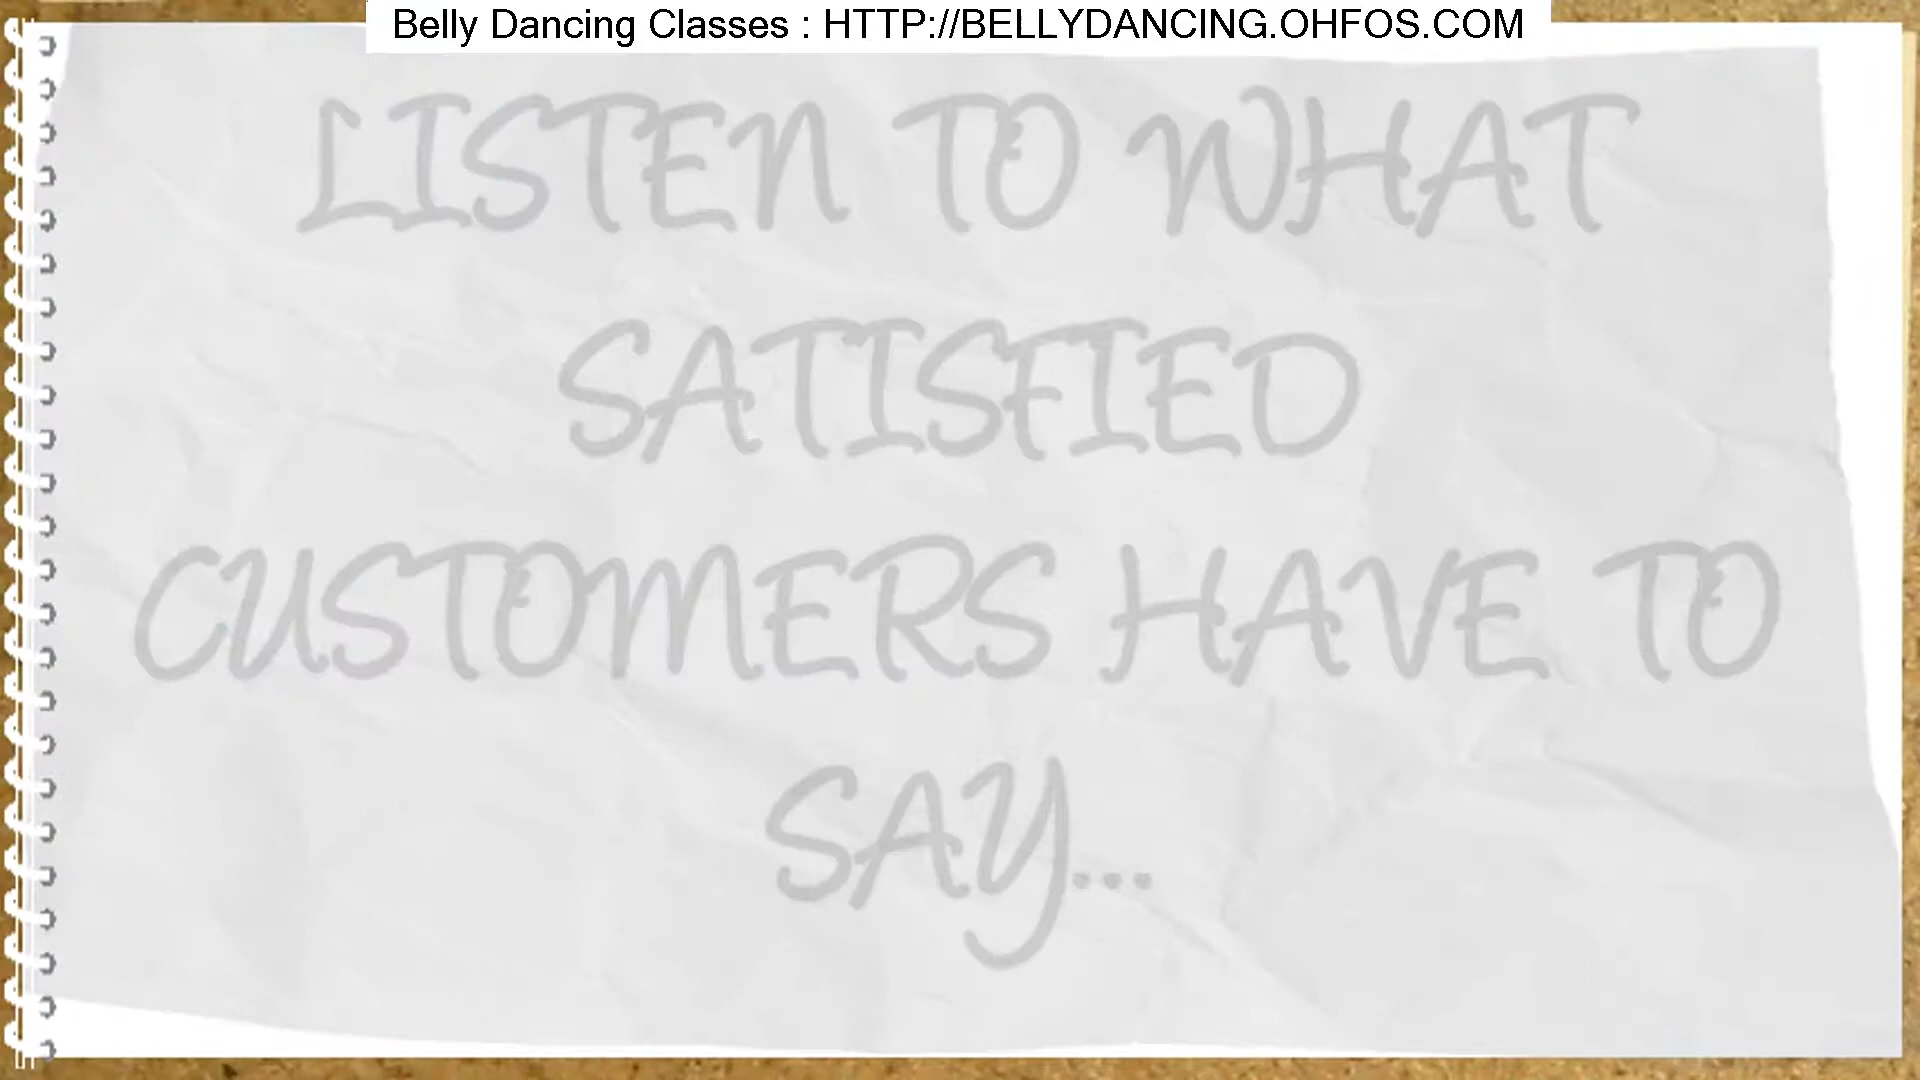 Belly Dancing Classes : HTTP://BELLYDANCING.OHFOS.COM
LISTEN TO WHAT
SATISFIED
CUSTOMERS HAVE TO
SAY...